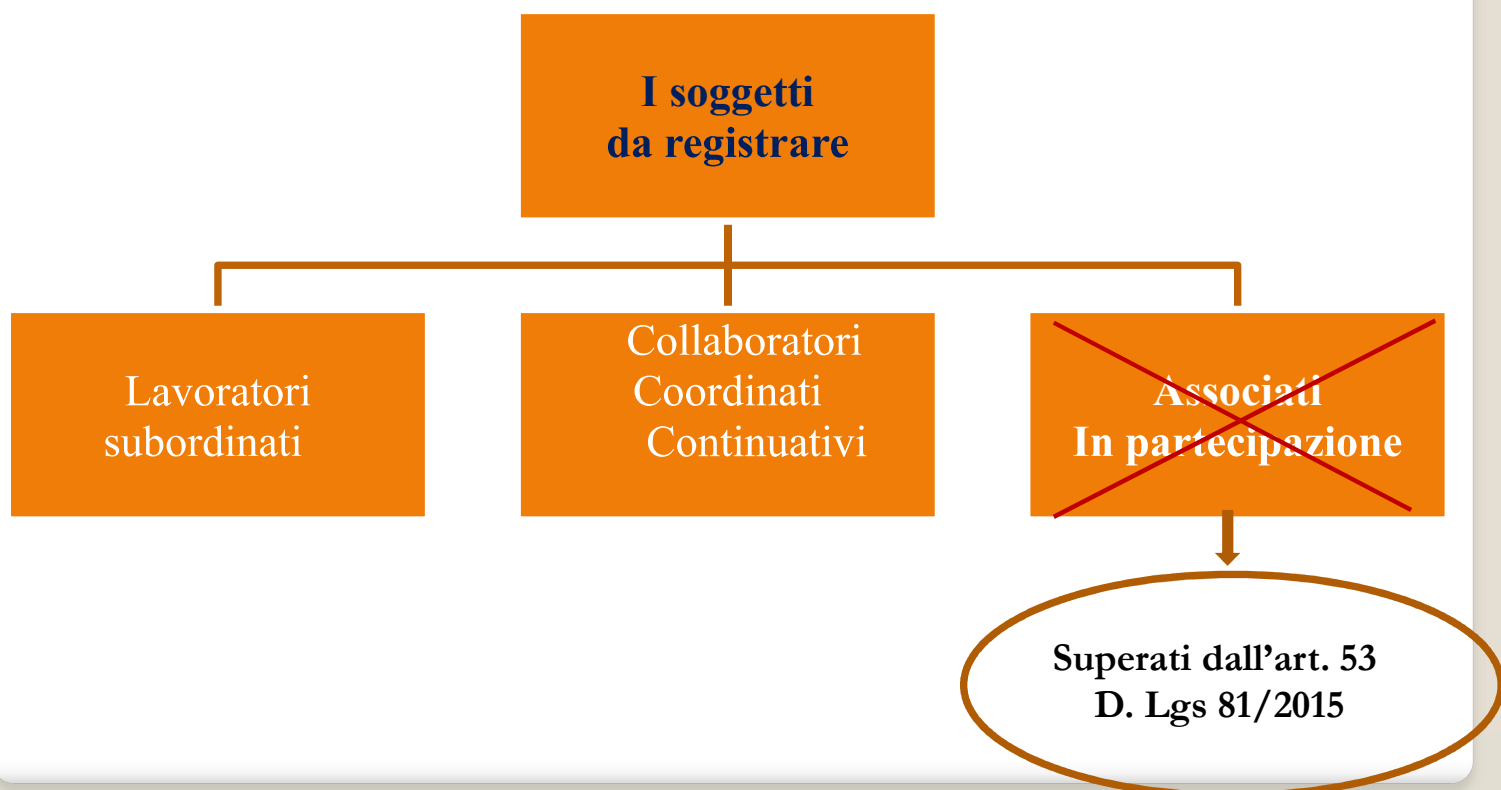 I soggetti
da registrare
Lavoratori
subordinati
Collaboratori
Coordinati
Continuativi
Associati
In partecipazione
Superati dall’art. 53
D. Lgs 81/2015